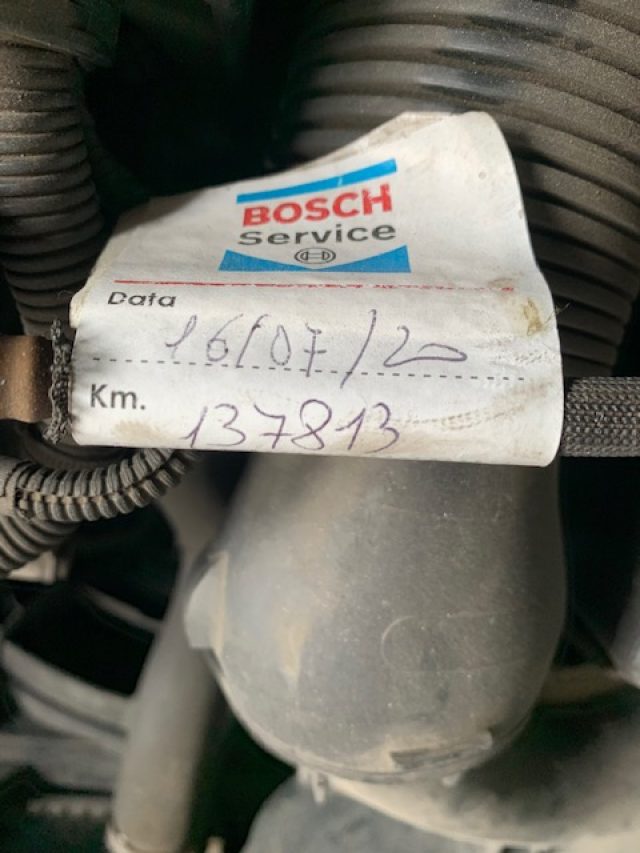 BOSCH
Service
Data
16/07/20
Km.
137813